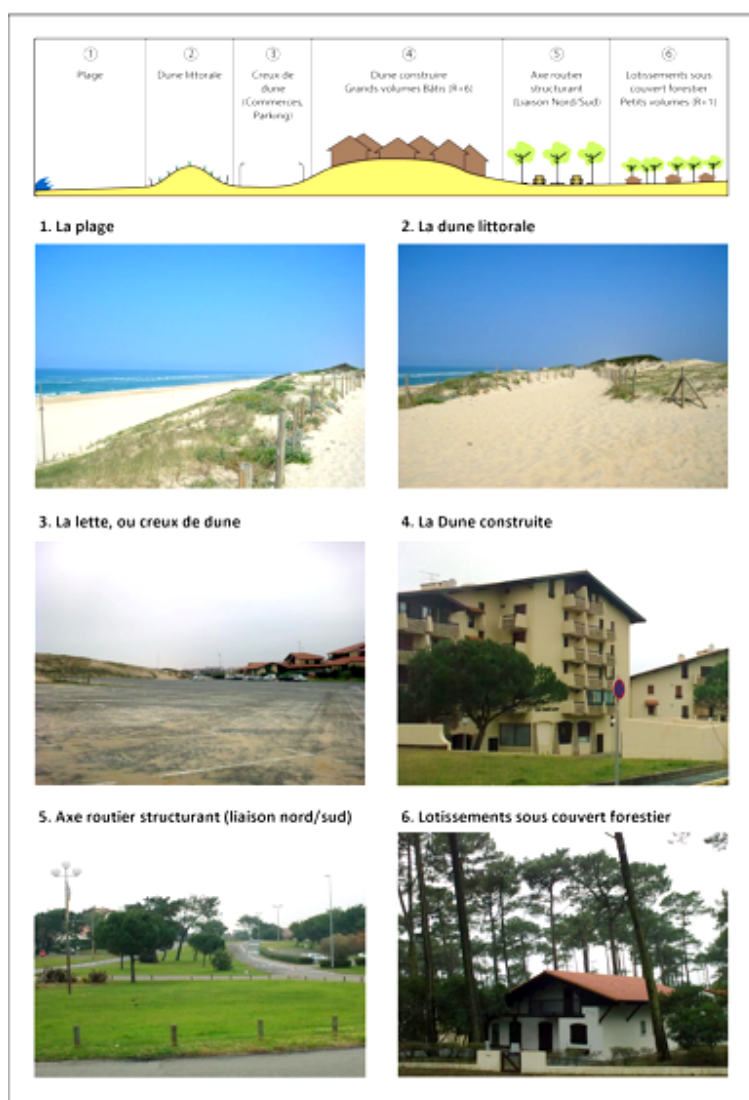 ① ② ③ ④ ⑤ ⑥
Plage
Dune littorale
Creux de
dune
(Commerces,
Parking)
Dune construire
Grands volumes Bâtis (R+6)
Axe routier
structurant
(Liaison Nord/Sud)
Lotissements sous
couvert forestier
Petits volumes (R+1)
1. La plage
2. La dune littorale
3. La lette, ou creux de dune
4. La Dune construite
5. Axe routier structurant (liaison nord/sud)
6. Lotissements sous couvert forestier